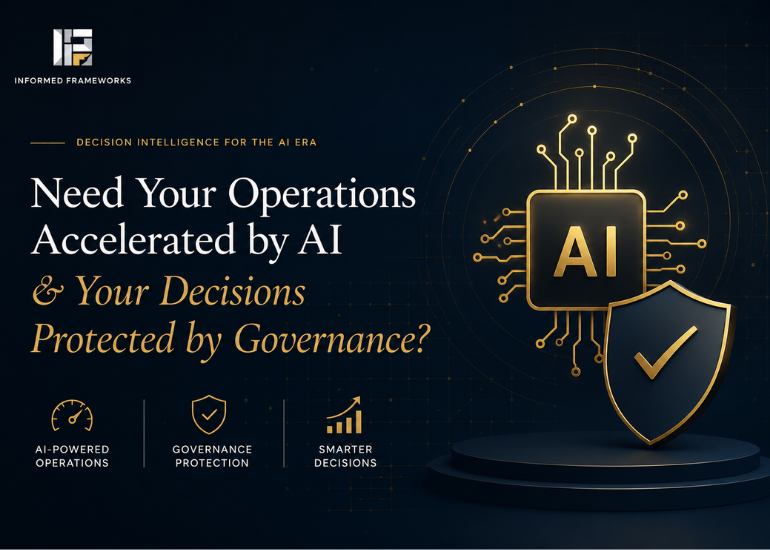 INFORMED FRAMEWORKS
DECISION INTELLIGENCE FOR THE AI ERA
Need Your Operations
Accelerated by AI
& Your Decisions
Protected by Governance?
AI
AI-POWERED
OPERATIONS
GOVERNANCE
PROTECTION
SMARTER
DECISIONS